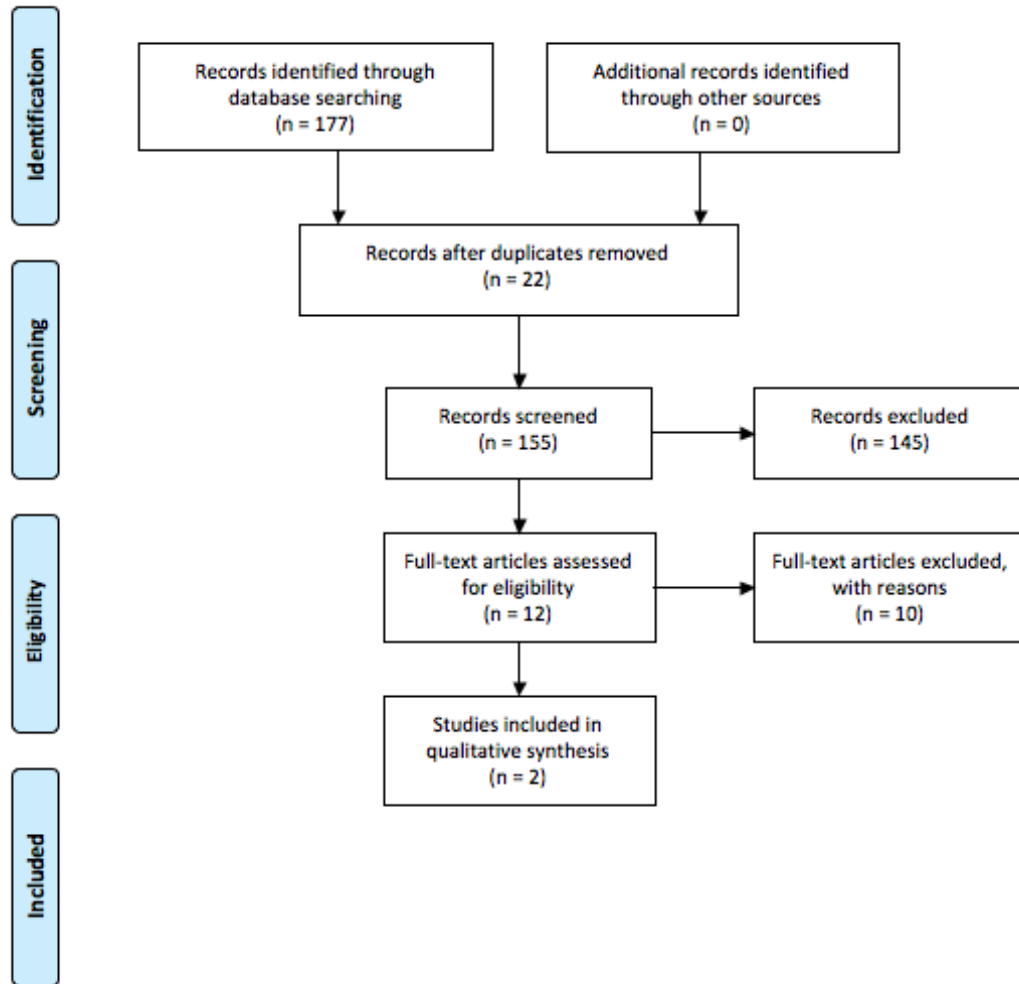 Identification
Records identified through
database searching
(n = 177)
Additional records identified
through other sources
(n = 0)
Records after duplicates removed
(n = 22)
Screening
Records screened
(n = 155)
Records excluded
(n = 145)
Eligibility
Full-text articles assessed
for eligibility
(n = 12)
Full-text articles excluded,
with reasons
(n = 10)
Studies included in
qualitative synthesis
(n = 2)
Included